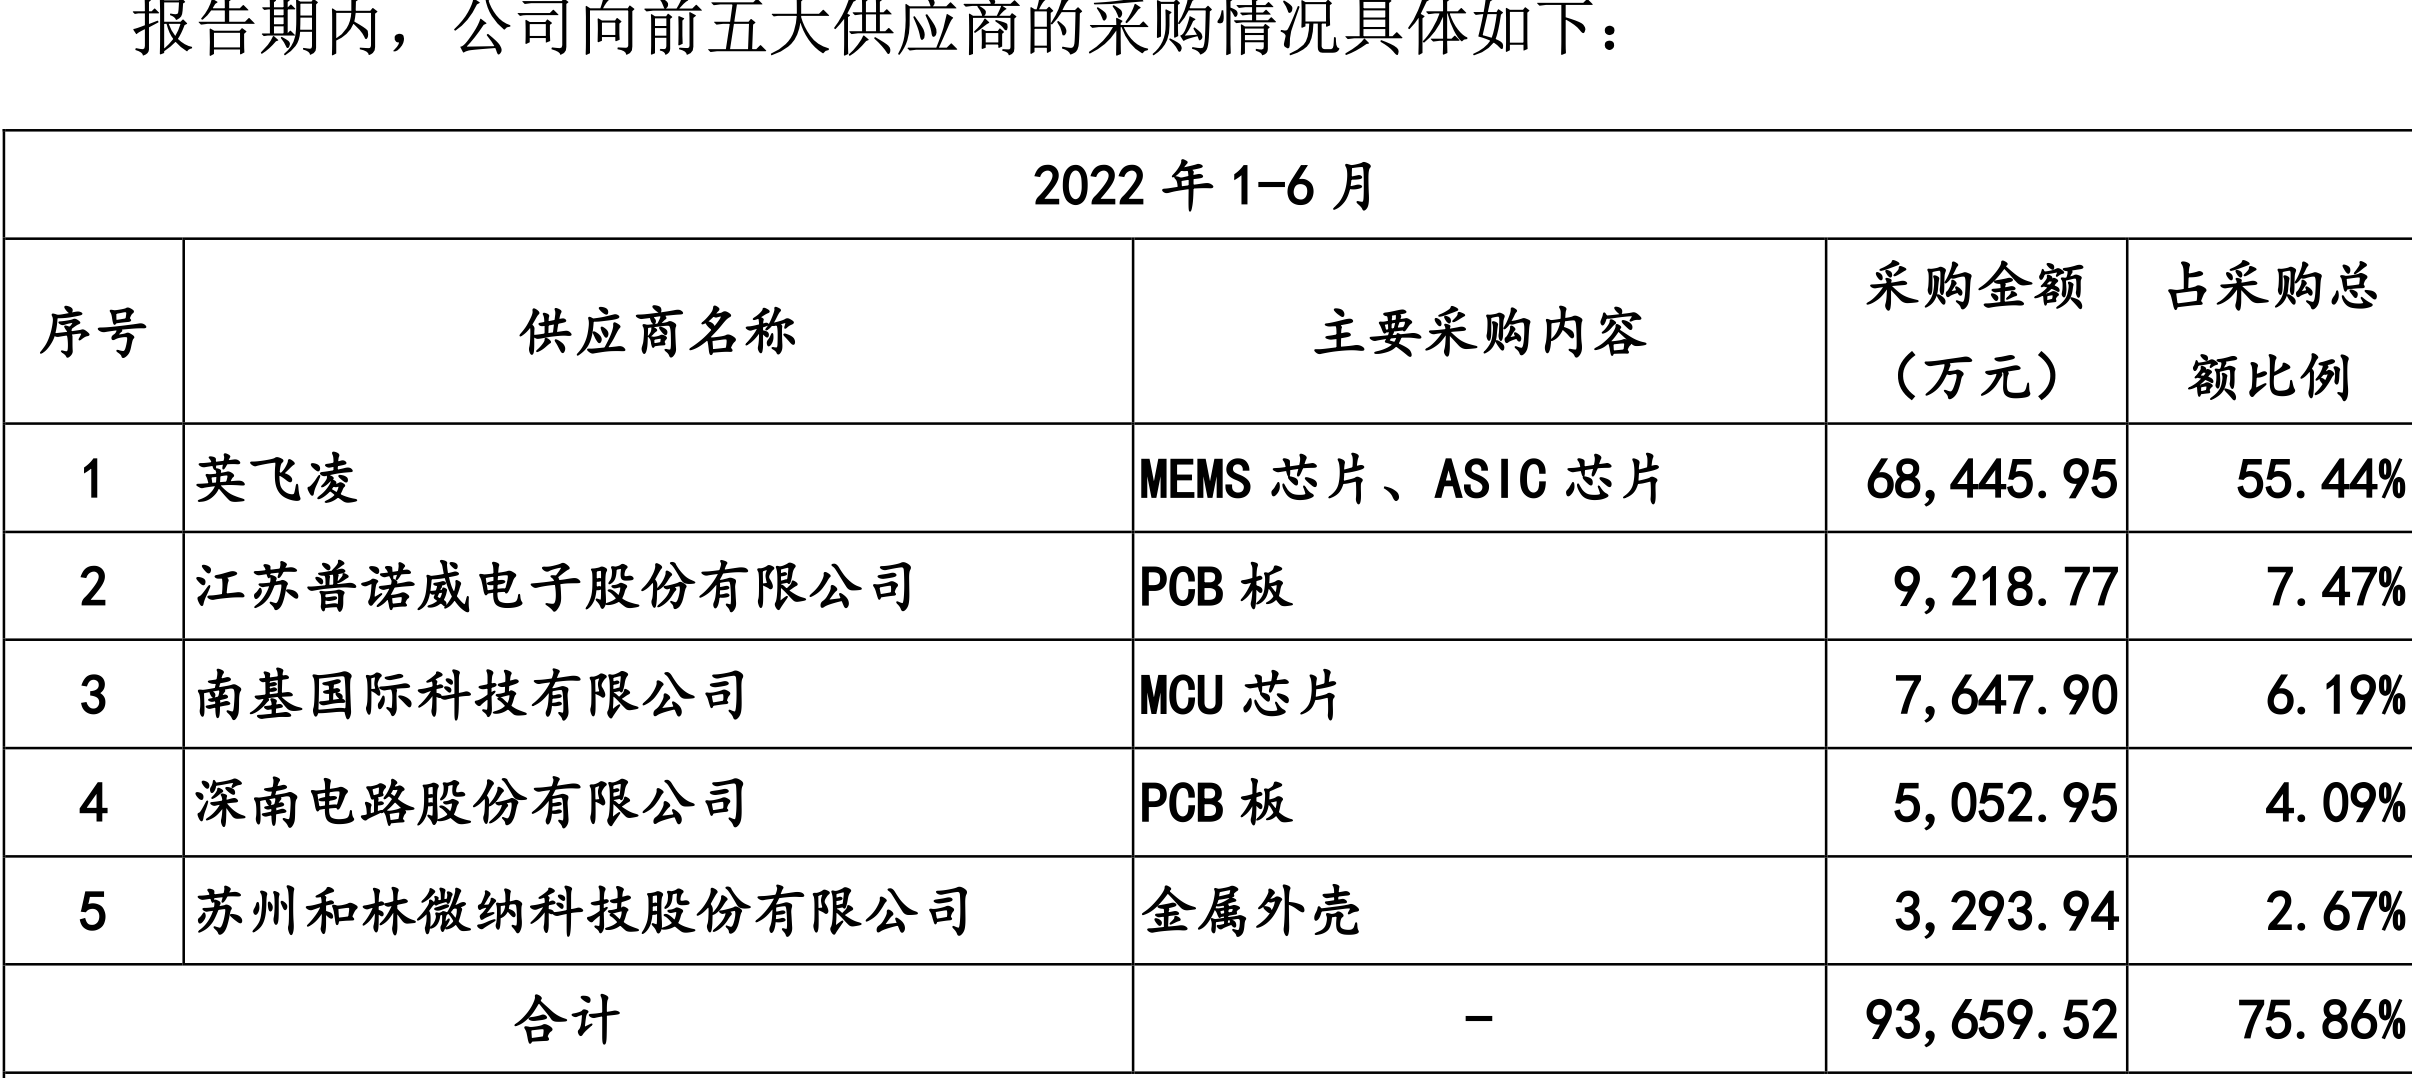 报告期内，公司向前五大供应商的采购情况具体如下：
2022 年 1-6 月
序号 供应商名称 主要采购内容 采购金额（万元） 占采购总额比例
1 英飞凌 MEMS 芯片、ASIC 芯片 68,445.95 55.44%
2 江苏普诺威电子股份有限公司 PCB 板 9,218.77 7.47%
3 南基国际科技有限公司 MCU 芯片 7,647.90 6.19%
4 深南电路股份有限公司 PCB 板 5,052.95 4.09%
5 苏州和林微纳科技股份有限公司 金属外壳 3,293.94 2.67%
合计 - 93,659.52 75.86%